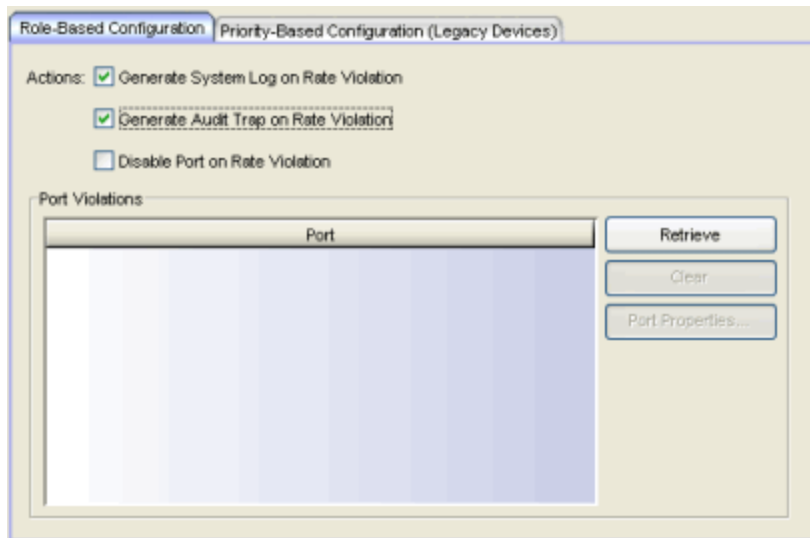 Role-Based Configuration Priority-Based Configuration (Legacy Devices)
Actions: Generate System Log on Rate Violation
Generate Audit Trap on Rate Violation
Disable Port on Rate Violation
Port Violations
Port
Retrieve
Clear
Port Properties...